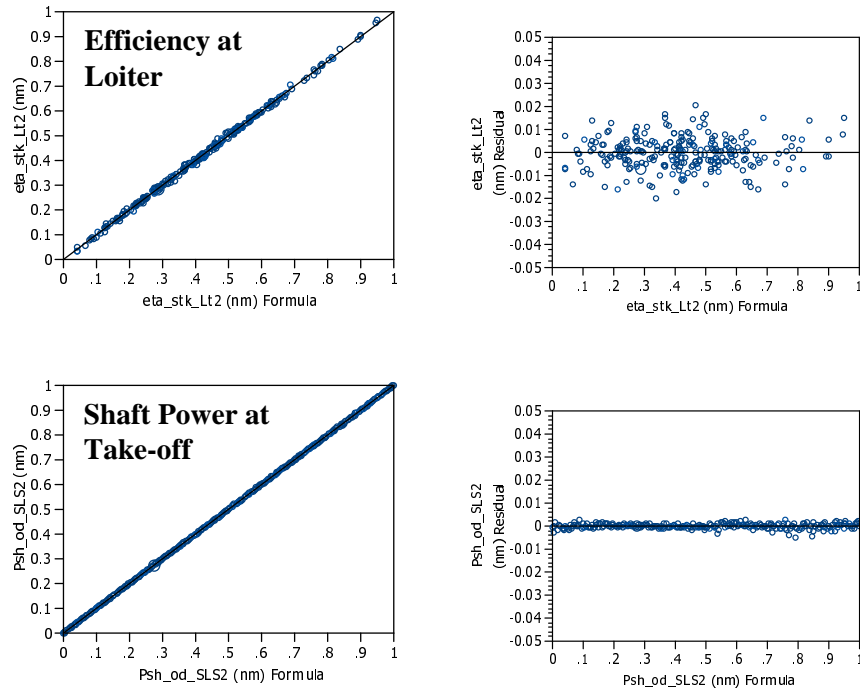 Efficiency at
Loiter
eta_stk_Lt2 (nm)
1
0.9
0.8
0.7
0.6
0.5
0.4
0.3
0.2
0.1
0
0 .1 .2 .3 .4 .5 .6 .7 .8 .9 1
eta_stk_Lt2 (nm) Formula
eta_stk_Lt2
(nm) Residual
0.05
0.04
0.03
0.02
0.01
0
-0.01
-0.02
-0.03
-0.04
-0.05
0 .1 .2 .3 .4 .5 .6 .7 .8 .9 1
eta_stk_Lt2 (nm) Formula
Shaft Power at
Take-off
Psh_od_SLS2 (nm)
1
0.9
0.8
0.7
0.6
0.5
0.4
0.3
0.2
0.1
0
0 .1 .2 .3 .4 .5 .6 .7 .8 .9 1
Psh_od_SLS2 (nm) Formula
Psh_od_SLS2
(nm) Residual
0.05
0.04
0.03
0.02
0.01
0
-0.01
-0.02
-0.03
-0.04
-0.05
0 .1 .2 .3 .4 .5 .6 .7 .8 .9 1
Psh_od_SLS2 (nm) Formula